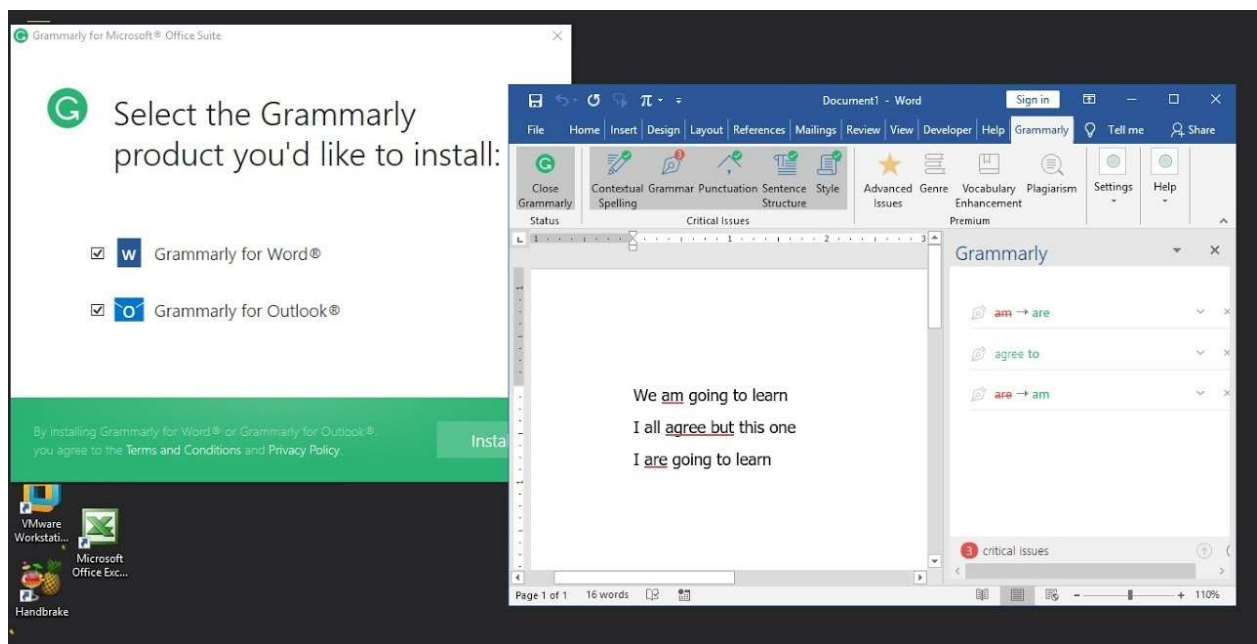 Grammarly for Microsoft® Office Suite
Select the Grammarly
product you'd like to install:
W Grammarly for Word®
O Grammarly for Outlook®
By installing Grammarly for Word® or Grammarly for Outlook®,
you agree to the Terms and Conditions and Privacy Policy.
Insta
VMware
Workstati...
Microsoft
Office Exc...
Handbrake
Document1 - Word
Sign in
File Home Insert Design Layout References Mailings Review View Developer Help Grammarly Tell me Share
Close
Grammarly
Contextual
Spelling
Grammar
3
Punctuation
Sentence
Structure
Style
Advanced
Issues
Genre
Vocabulary
Enhancement
Plagiarism
Settings
Help
Status Critical Issues Premium
1 1 2 3
Grammarly
am → are
agree to
are → am
We am going to learn
I all agree but this one
I are going to learn
3 critical issues
Page 1 of 1 16 words
110%